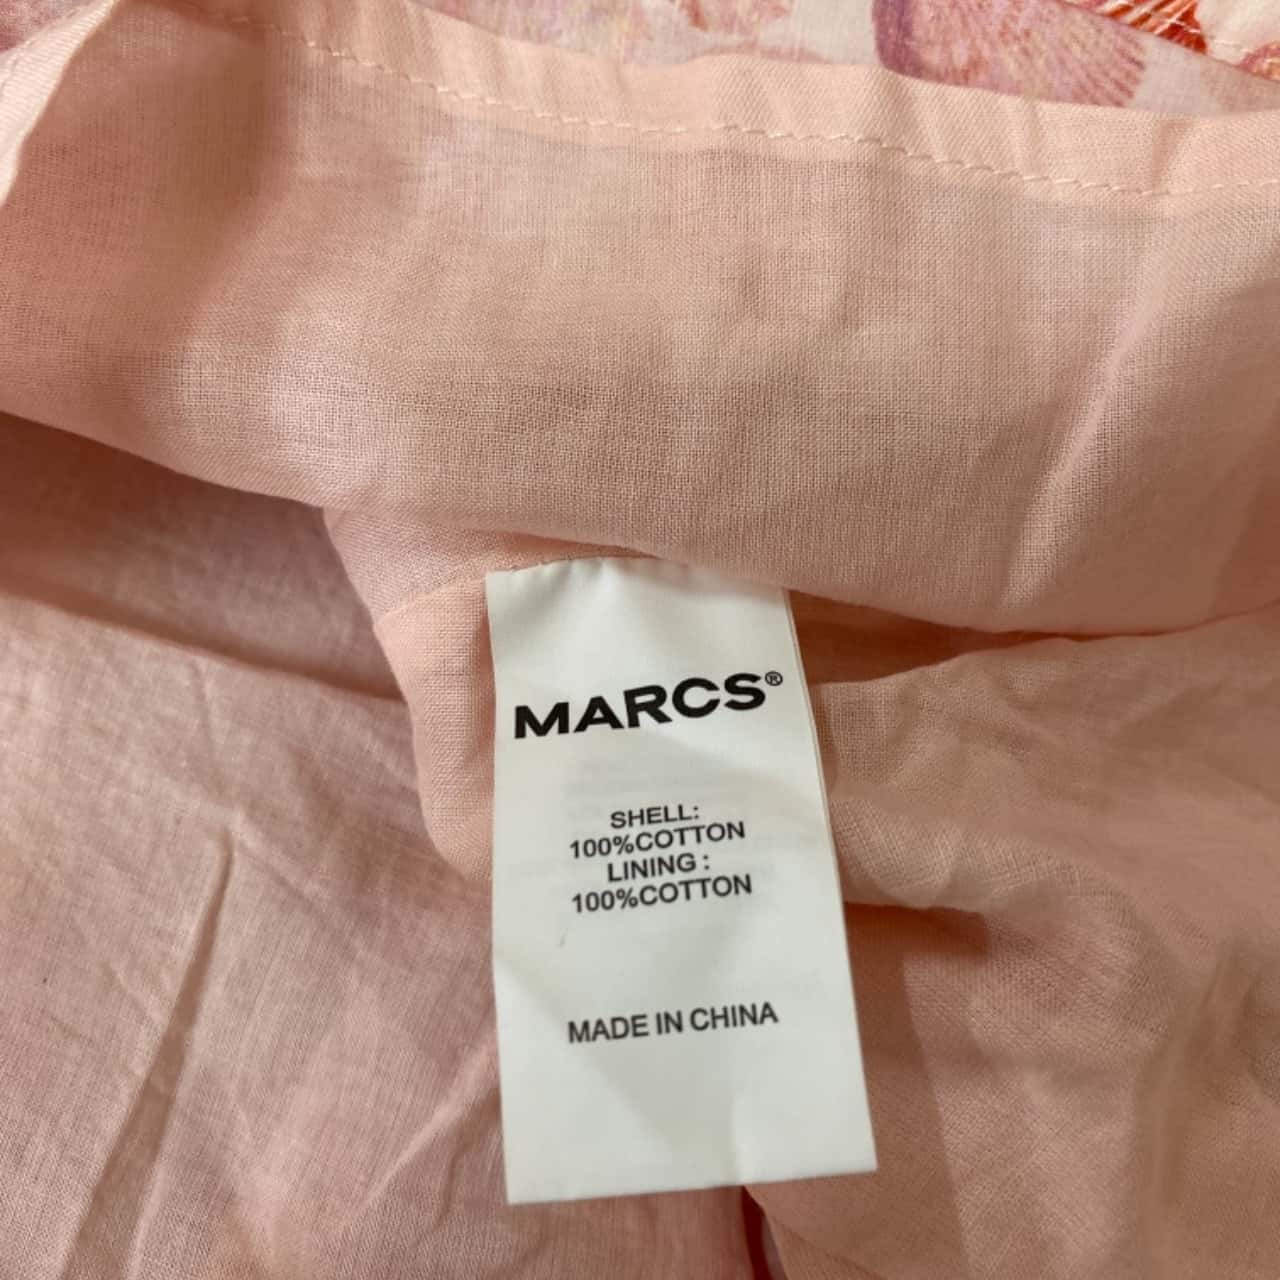 MARCS®
SHELL:
100%COTTON
LINING :
100%COTTON
MADE IN CHINA